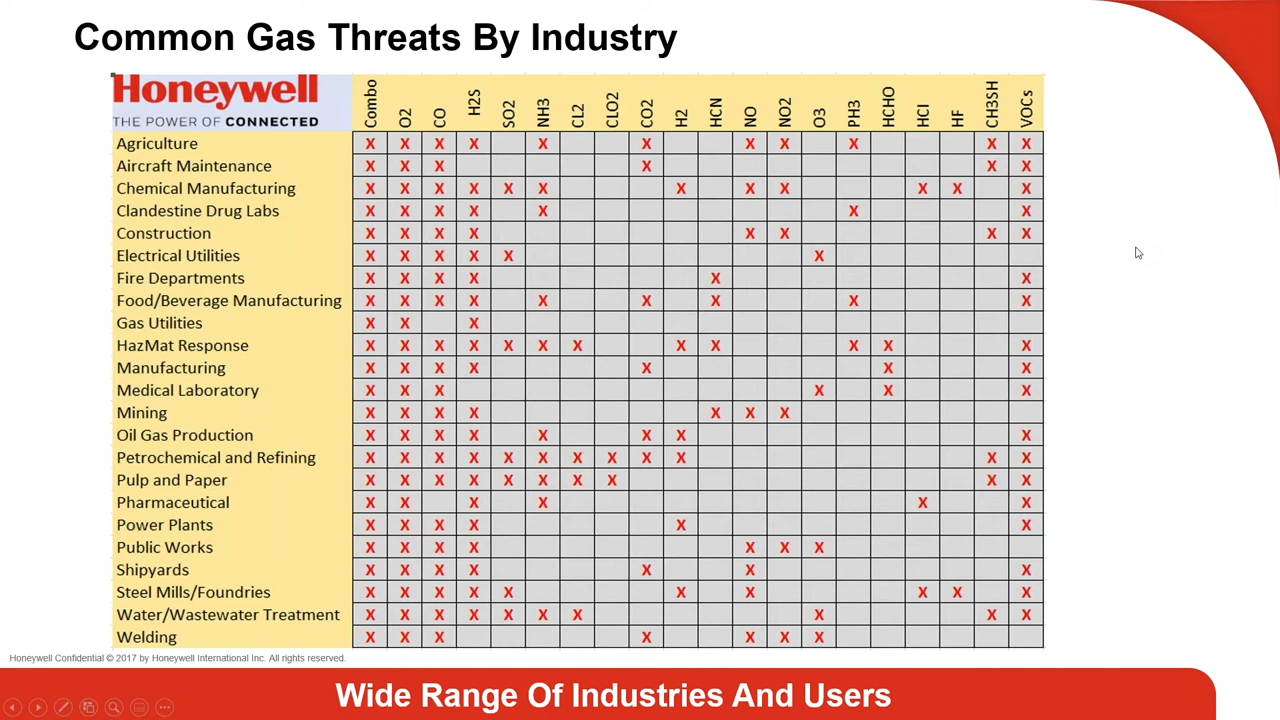 Common Gas Threats By Industry
Honeywell
THE POWER OF CONNECTED
Combo O2 CO H2S SO2 NH3 CL2 CLO2 CO2 H2 HCN NO NO2 O3 PH3 HCHO HCl HF CH3SH VOCs
Agriculture X X X X X X X X X X X
Aircraft Maintenance X X X X X X
Chemical Manufacturing X X X X X X X X X X X X
Clandestine Drug Labs X X X X X X X
Construction X X X X X X X X
Electrical Utilities X X X X X X
Fire Departments X X X X X X
Food/Beverage Manufacturing X X X X X X X X X
Gas Utilities X X X
HazMat Response X X X X X X X X X X X X
Manufacturing X X X X X X X
Medical Laboratory X X X X X X
Mining X X X X X X X
Oil Gas Production X X X X X X X X
Petrochemical and Refining X X X X X X X X X X X X
Pulp and Paper X X X X X X X X X X
Pharmaceutical X X X X X X
Power Plants X X X X X X
Public Works X X X X X X X
Shipyards X X X X X X X
Steel Mills/Foundries X X X X X X X X X X
Water/Wastewater Treatment X X X X X X X X X X
Welding X X X X X X X
Honeywell Confidential © 2017 by Honeywell International Inc. All rights reserved.
Wide Range Of Industries And Users